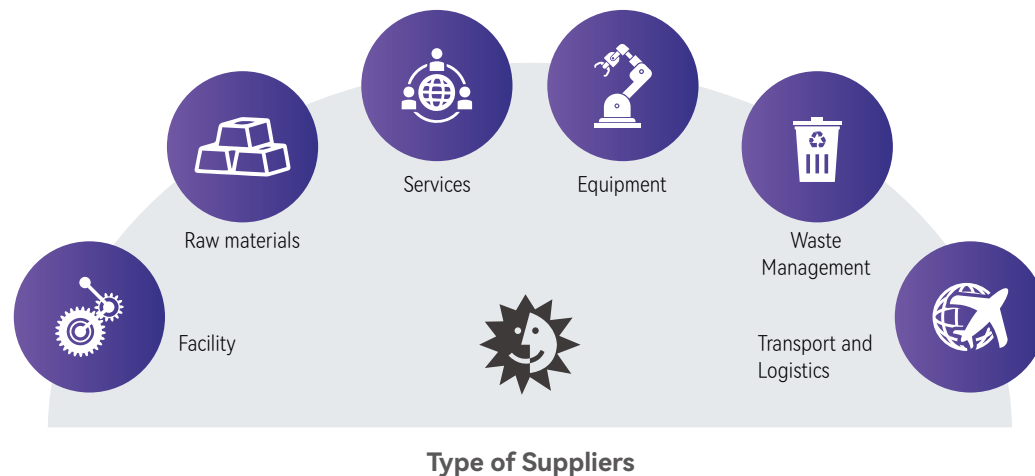 Services
Equipment
Raw materials
Waste
Management
Facility
Transport and
Logistics
Type of Suppliers